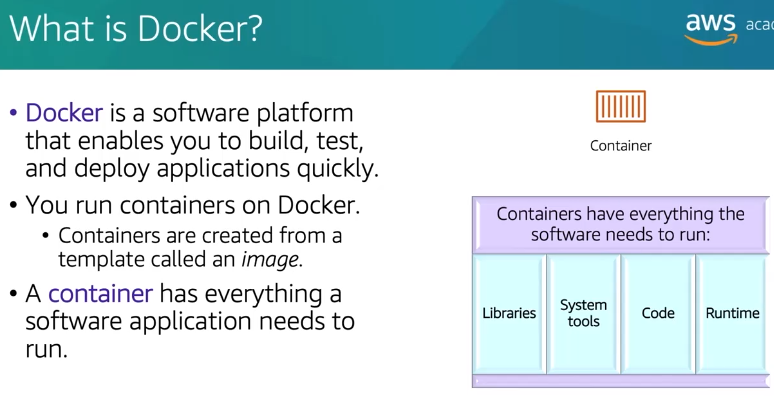 What is Docker?
aws
• Docker is a software platform
that enables you to build, test,
and deploy applications quickly.
• You run containers on Docker.
• Containers are created from a
template called an image.
• A container has everything a
software application needs to
run.
Container
Containers have everything the
software needs to run:
Libraries
System
tools
Code
Runtime